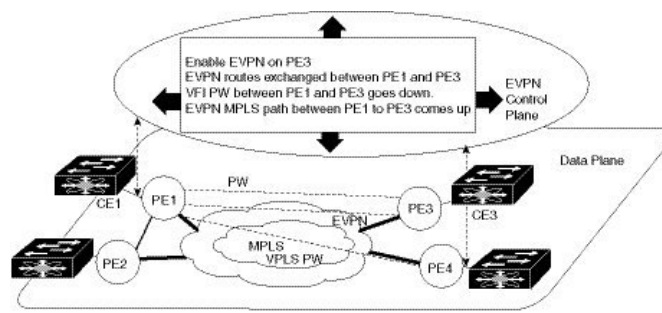 Enable EVPN on PE3
EVPN routes exchanged between PE1 and PE3
VFI PW between PE1 and PE3 goes down.
EVPN MPLS path between PE1 to PE3 comes up
EVPN
Control
Plane
Data Plane
PW
CE1
PE1
PE3
CE3
EVPN
MPLS
VPLS PW
PE2
PE4